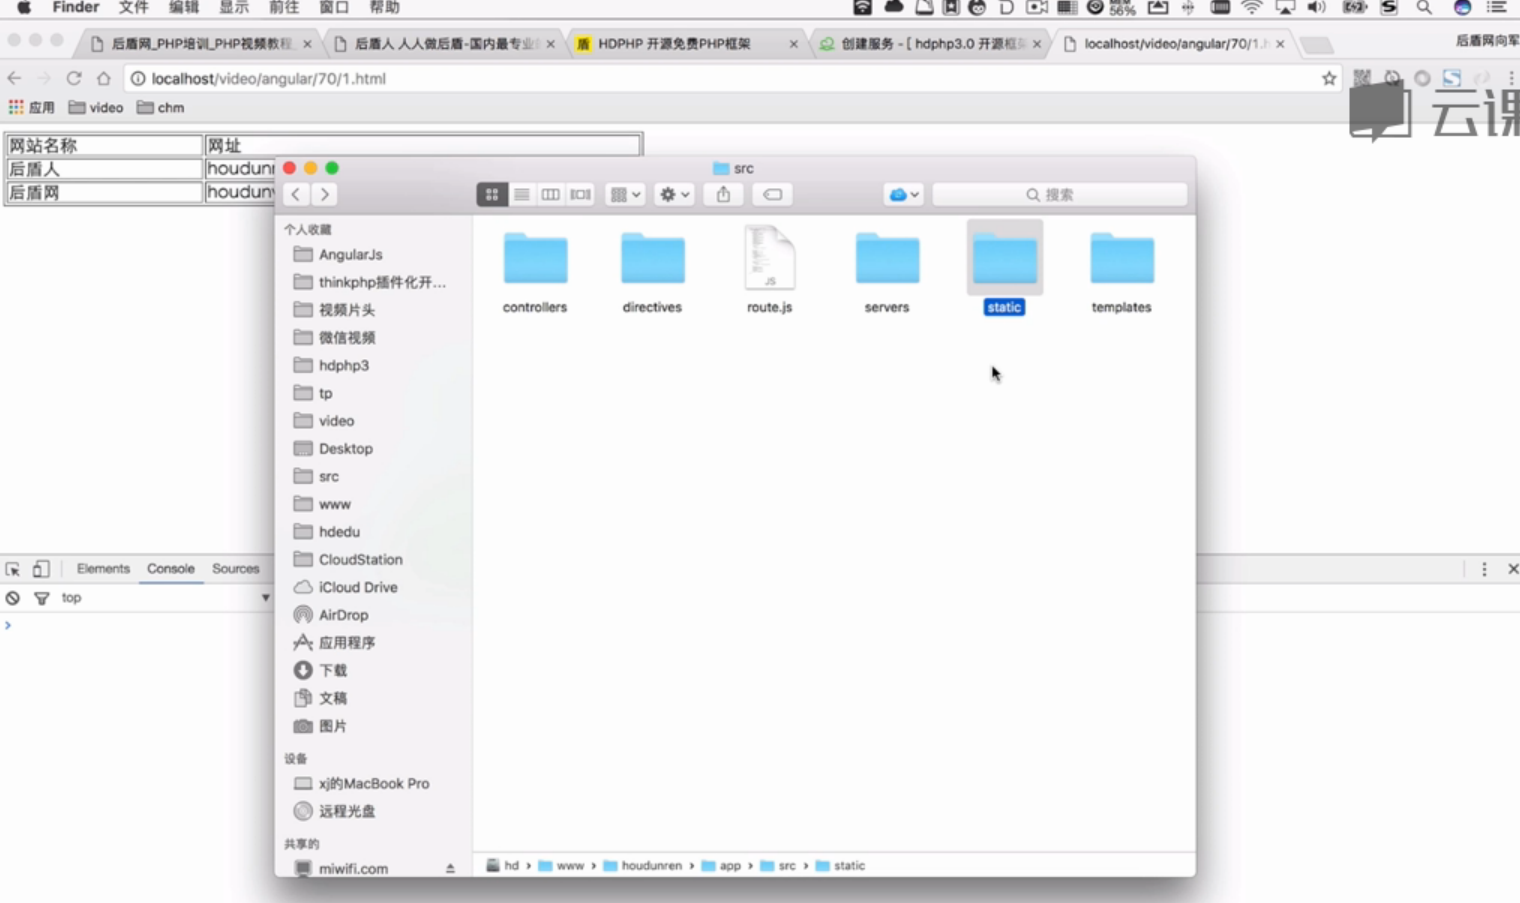 Finder 文件 编辑 显示 前往 窗口 帮助 56%
后盾网_PHP培训_PHP视频教程 后盾人 人人做后盾-国内最专业 盾 HDPHP 开源免费PHP框架 创建服务 - [ hdphp3.0 开源框 localhost/video/angular/70/1.h 后盾网向军
localhost/video/angular/70/1.html
应用 video chm
云课
网站名称 网址
后盾人 houdunr
后盾网 houdunw
src
搜索
个人收藏
AngularJs
thinkphp插件化开...
视频片头
微信视频
hdphp3
tp
video
Desktop
src
www
hdedu
CloudStation
iCloud Drive
AirDrop
应用程序
下载
文稿
图片
设备
xj的MacBook Pro
远程光盘
共享的
miwifi.com
JS
controllers directives route.js servers static templates
hd › www › houdunren › app › src › static
Elements Console Sources
top